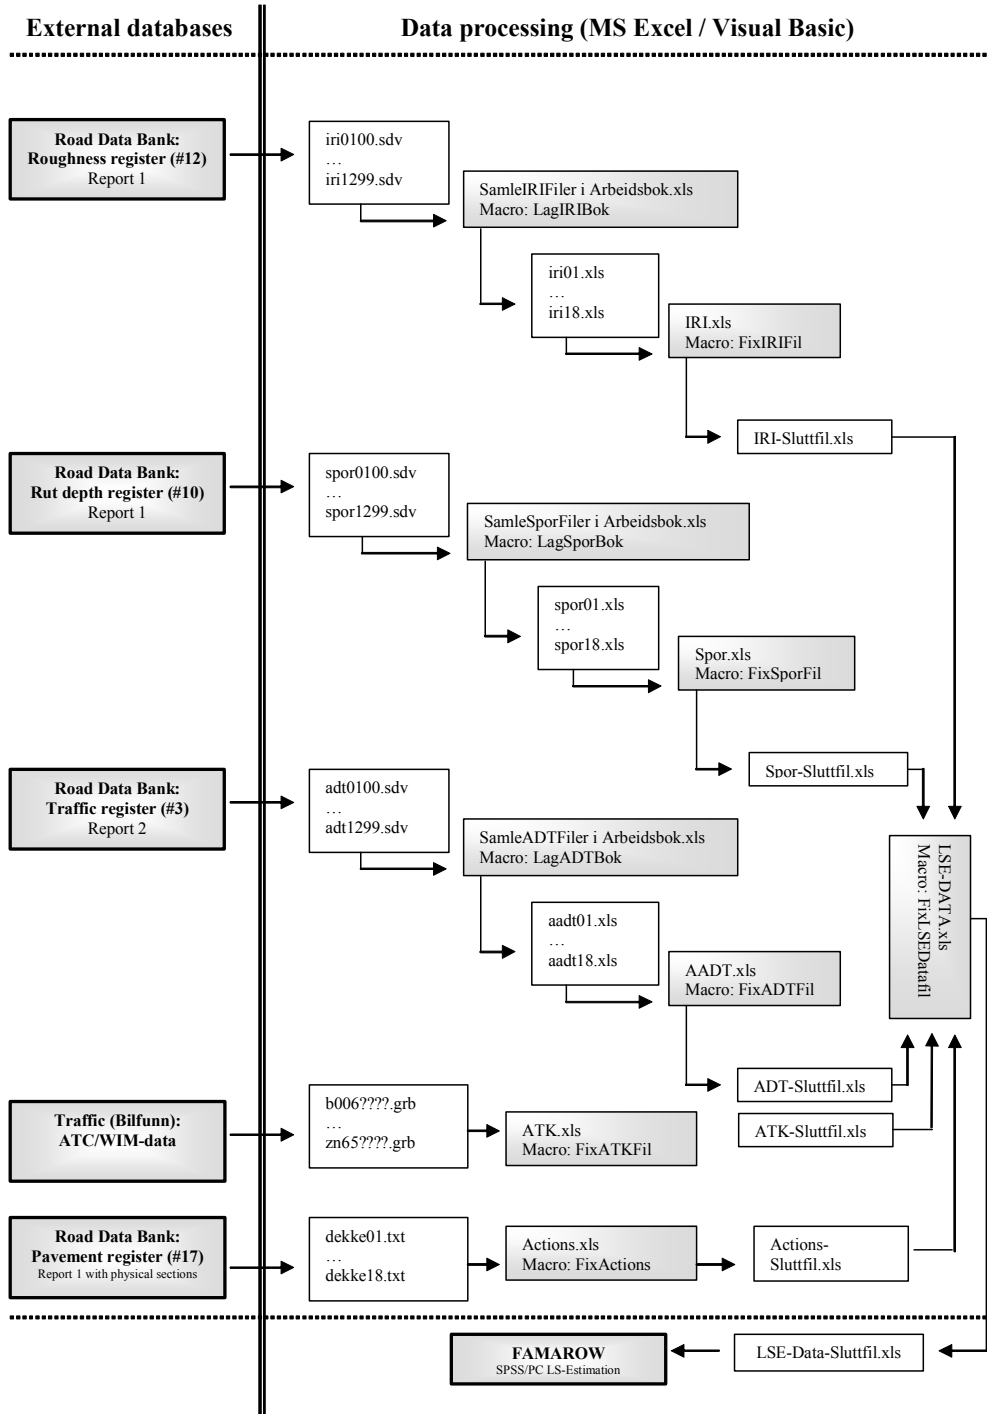 External databases
Data processing (MS Excel / Visual Basic)
Road Data Bank:
Roughness register (#12)
Report 1
iri0100.sdv
…
iri1299.sdv
SamleIRIFiler i Arbeidsbok.xls
Macro: LagIRIBok
iri01.xls
…
iri18.xls
IRI.xls
Macro: FixIRIFil
IRI-Sluttfil.xls
Road Data Bank:
Rut depth register (#10)
Report 1
spor0100.sdv
…
spor1299.sdv
SamleSporFiler i Arbeidsbok.xls
Macro: LagSporBok
spor01.xls
…
spor18.xls
Spor.xls
Macro: FixSporFil
Spor-Sluttfil.xls
Road Data Bank:
Traffic register (#3)
Report 2
adt0100.sdv
…
adt1299.sdv
SamleADTFiler i Arbeidsbok.xls
Macro: LagADTBok
aadt01.xls
…
aadt18.xls
AADT.xls
Macro: FixADTFil
ADT-Sluttfil.xls
LSE-DATA.xls
Macro: FixLSEDatafil
Traffic (Bilfunn):
ATC/WIM-data
b006????.grb
…
zn65????.grb
ATK.xls
Macro: FixATKFil
ATK-Sluttfil.xls
Road Data Bank:
Pavement register (#17)
Report 1 with physical sections
dekke01.txt
…
dekke18.txt
Actions.xls
Macro: FixActions
Actions-
Sluttfil.xls
FAMAROW
SPSS/PC LS-Estimation
LSE-Data-Sluttfil.xls